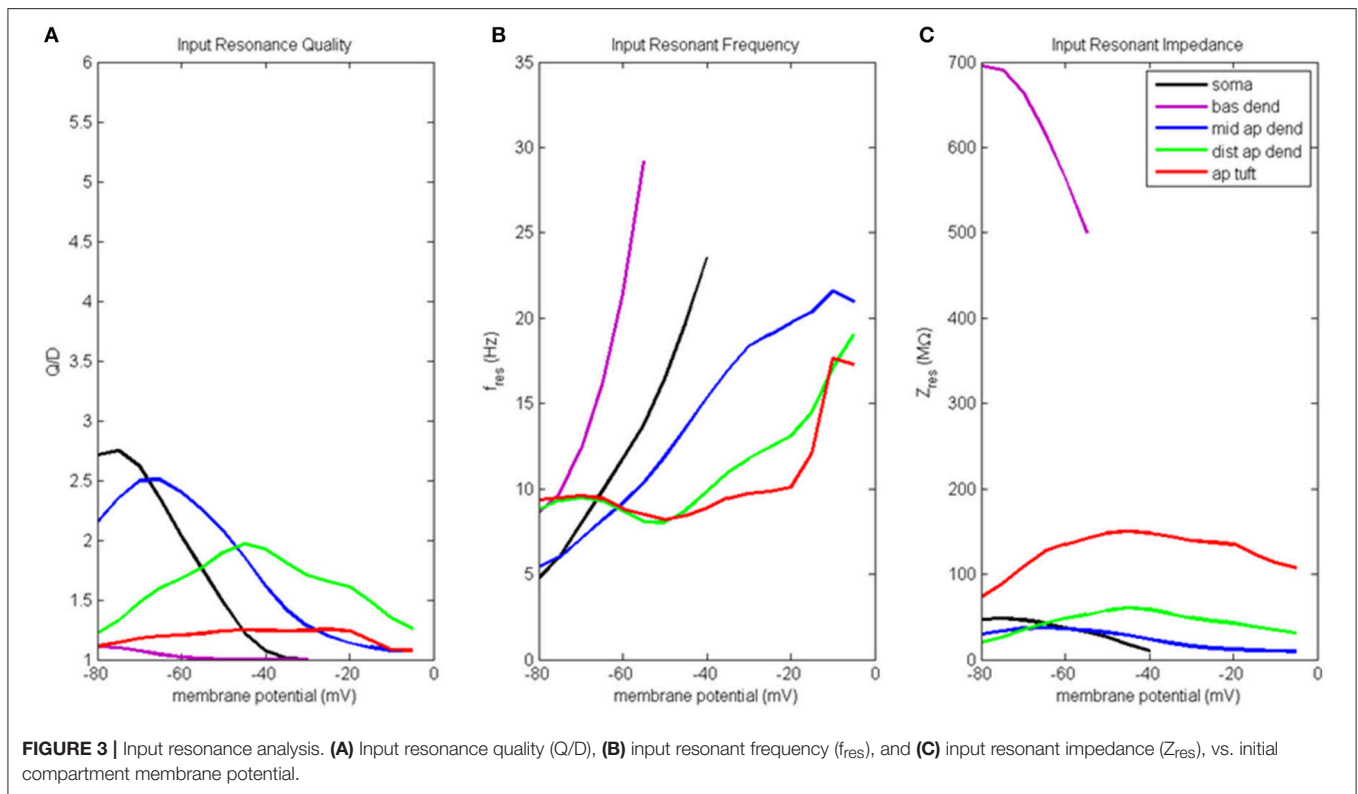 A
Input Resonance Quality
6
5.5
5
4.5
4
3.5
3
2.5
2
1.5
1
Q/D
-80
-60
-40
-20
0
membrane potential (mV)
B
Input Resonant Frequency
35
30
25
20
15
10
5
0
f_res (Hz)
-80
-60
-40
-20
0
membrane potential (mV)
C
Input Resonant Impedance
700
600
500
400
300
200
100
0
Z_res (MΩ)
soma
bas dend
mid ap dend
dist ap dend
ap tuft
-80
-60
-40
-20
0
membrane potential (mV)
FIGURE 3 | Input resonance analysis. (A) Input resonance quality (Q/D), (B) input resonant frequency (f_res), and (C) input resonant impedance (Z_res), vs. initial
compartment membrane potential.